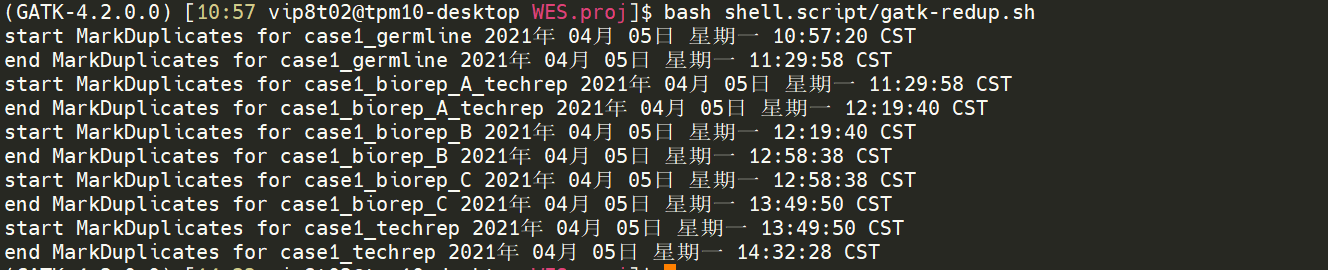 (GATK-4.2.0.0) [10:57 vip8t02@tpm10-desktop WES.proj]$ bash shell.script/gatk-redup.sh
start MarkDuplicates for case1_germline 2021年 04月 05日 星期一 10:57:20 CST
end MarkDuplicates for case1_germline 2021年 04月 05日 星期一 11:29:58 CST
start MarkDuplicates for case1_biorep_A_techrep 2021年 04月 05日 星期一 11:29:58 CST
end MarkDuplicates for case1_biorep_A_techrep 2021年 04月 05日 星期一 12:19:40 CST
start MarkDuplicates for case1_biorep_B 2021年 04月 05日 星期一 12:19:40 CST
end MarkDuplicates for case1_biorep_B 2021年 04月 05日 星期一 12:58:38 CST
start MarkDuplicates for case1_biorep_C 2021年 04月 05日 星期一 12:58:38 CST
end MarkDuplicates for case1_biorep_C 2021年 04月 05日 星期一 13:49:50 CST
start MarkDuplicates for case1_techrep 2021年 04月 05日 星期一 13:49:50 CST
end MarkDuplicates for case1_techrep 2021年 04月 05日 星期一 14:32:28 CST